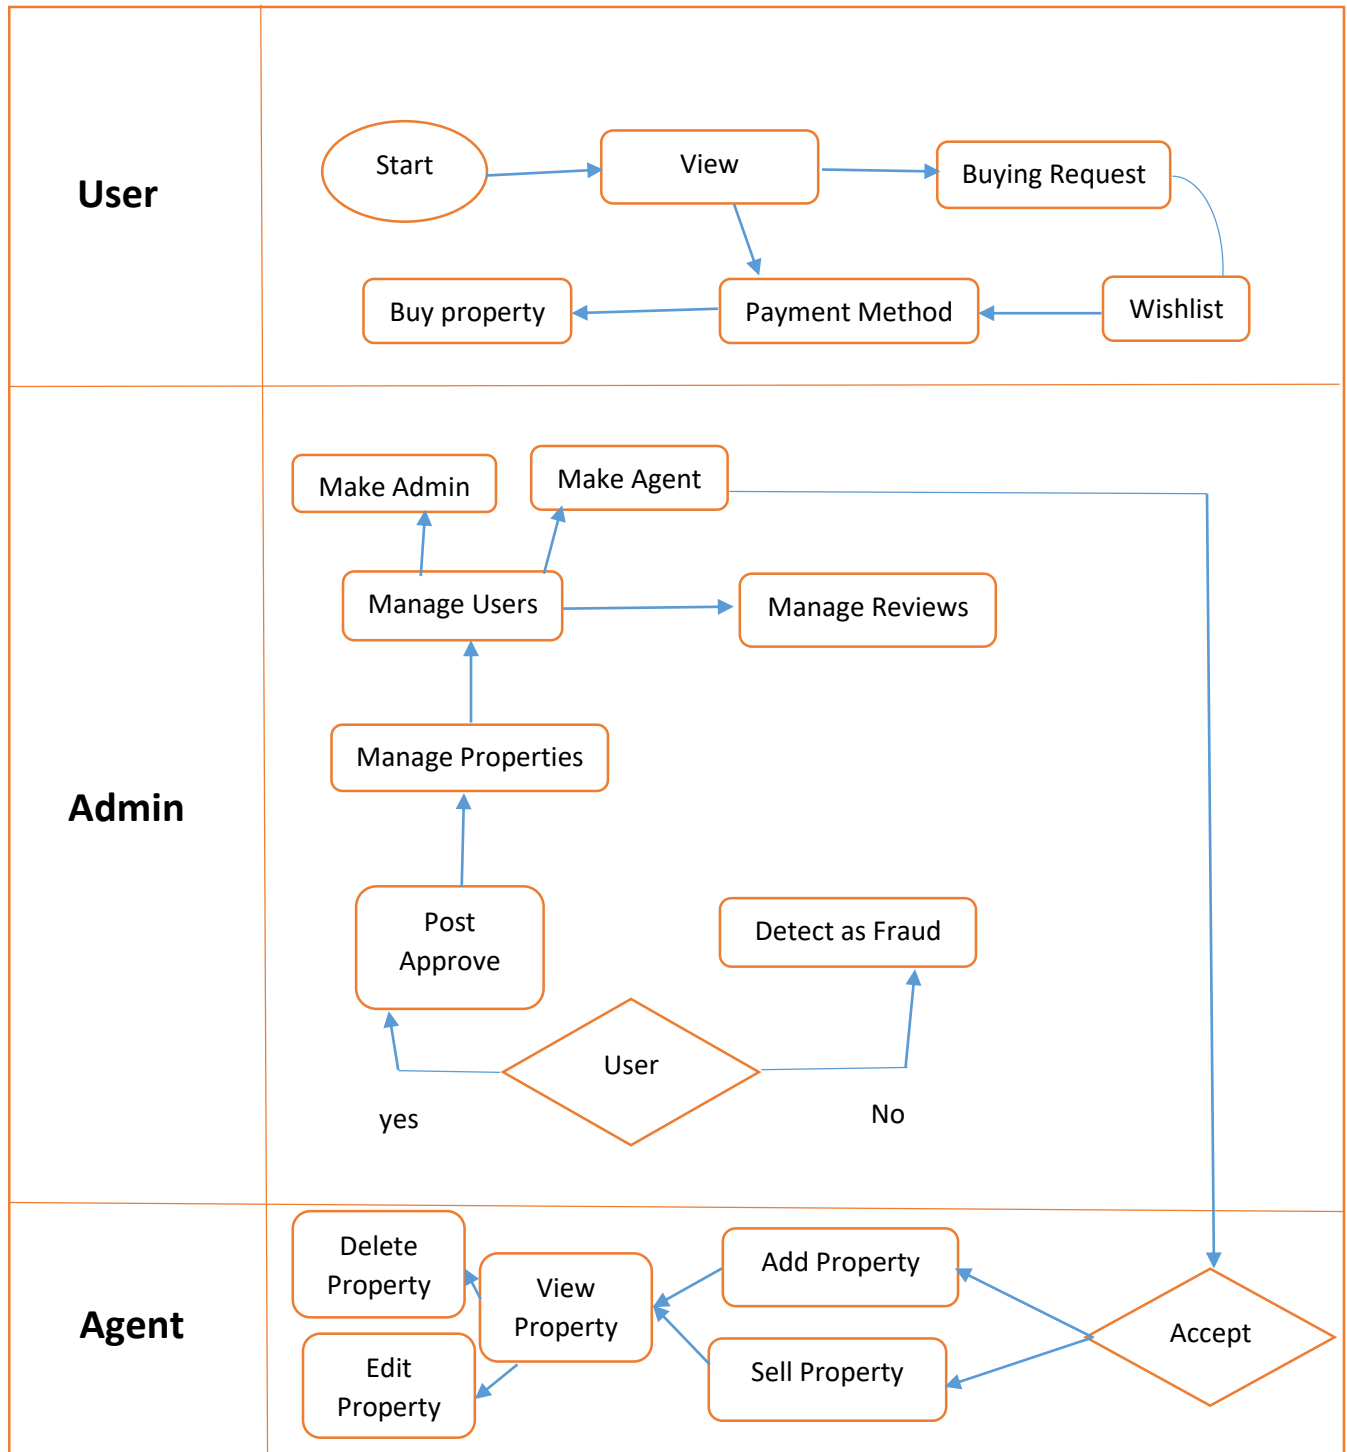 User
Start
View
Buying Request
Buy property
Payment Method
Wishlist
Admin
Make Admin
Make Agent
Manage Users
Manage Reviews
Manage Properties
Post
Approve
Detect as Fraud
User
yes
No
Agent
Delete
Property
View
Property
Add Property
Accept
Edit
Property
Sell Property